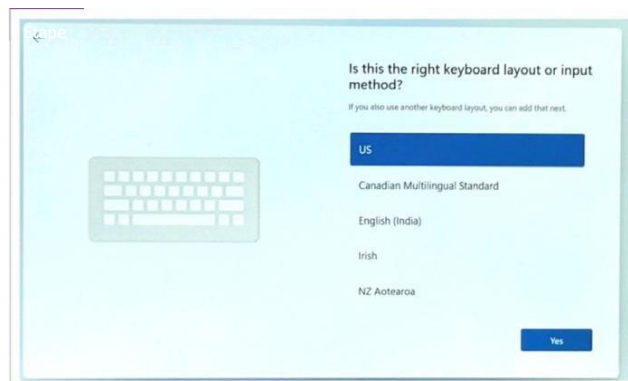 Is this the right keyboard layout or input
method?
If you also use another keyboard layout, you can add that next.
US
Canadian Multilingual Standard
English (India)
Irish
NZ Aotearoa
Yes